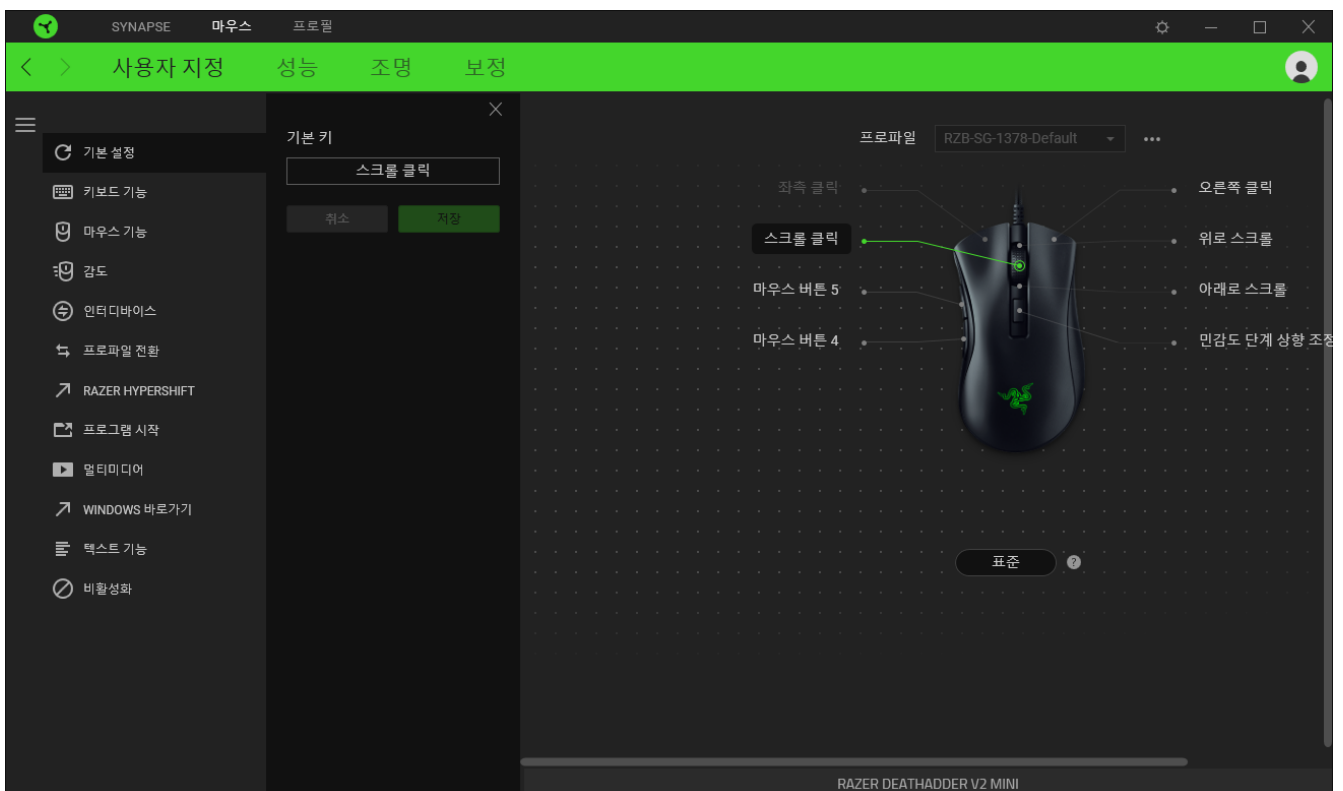 SYNAPSE 마우스 프로필
사용자 지정 성능 조명 보정
기본 설정
키보드 기능
마우스 기능
감도
인터디바이스
프로파일 전환
RAZER HYPERSHIFT
프로그램 시작
멀티미디어
WINDOWS 바로가기
텍스트 기능
비활성화
기본 키
스크롤 클릭
취소 저장
프로파일 RZB-SG-1378-Default
좌측 클릭 오른쪽 클릭
스크롤 클릭 위로 스크롤
마우스 버튼 5 아래로 스크롤
마우스 버튼 4 민감도 단계 상향 조정
표준 ?
RAZER DEATHADDER V2 MINI